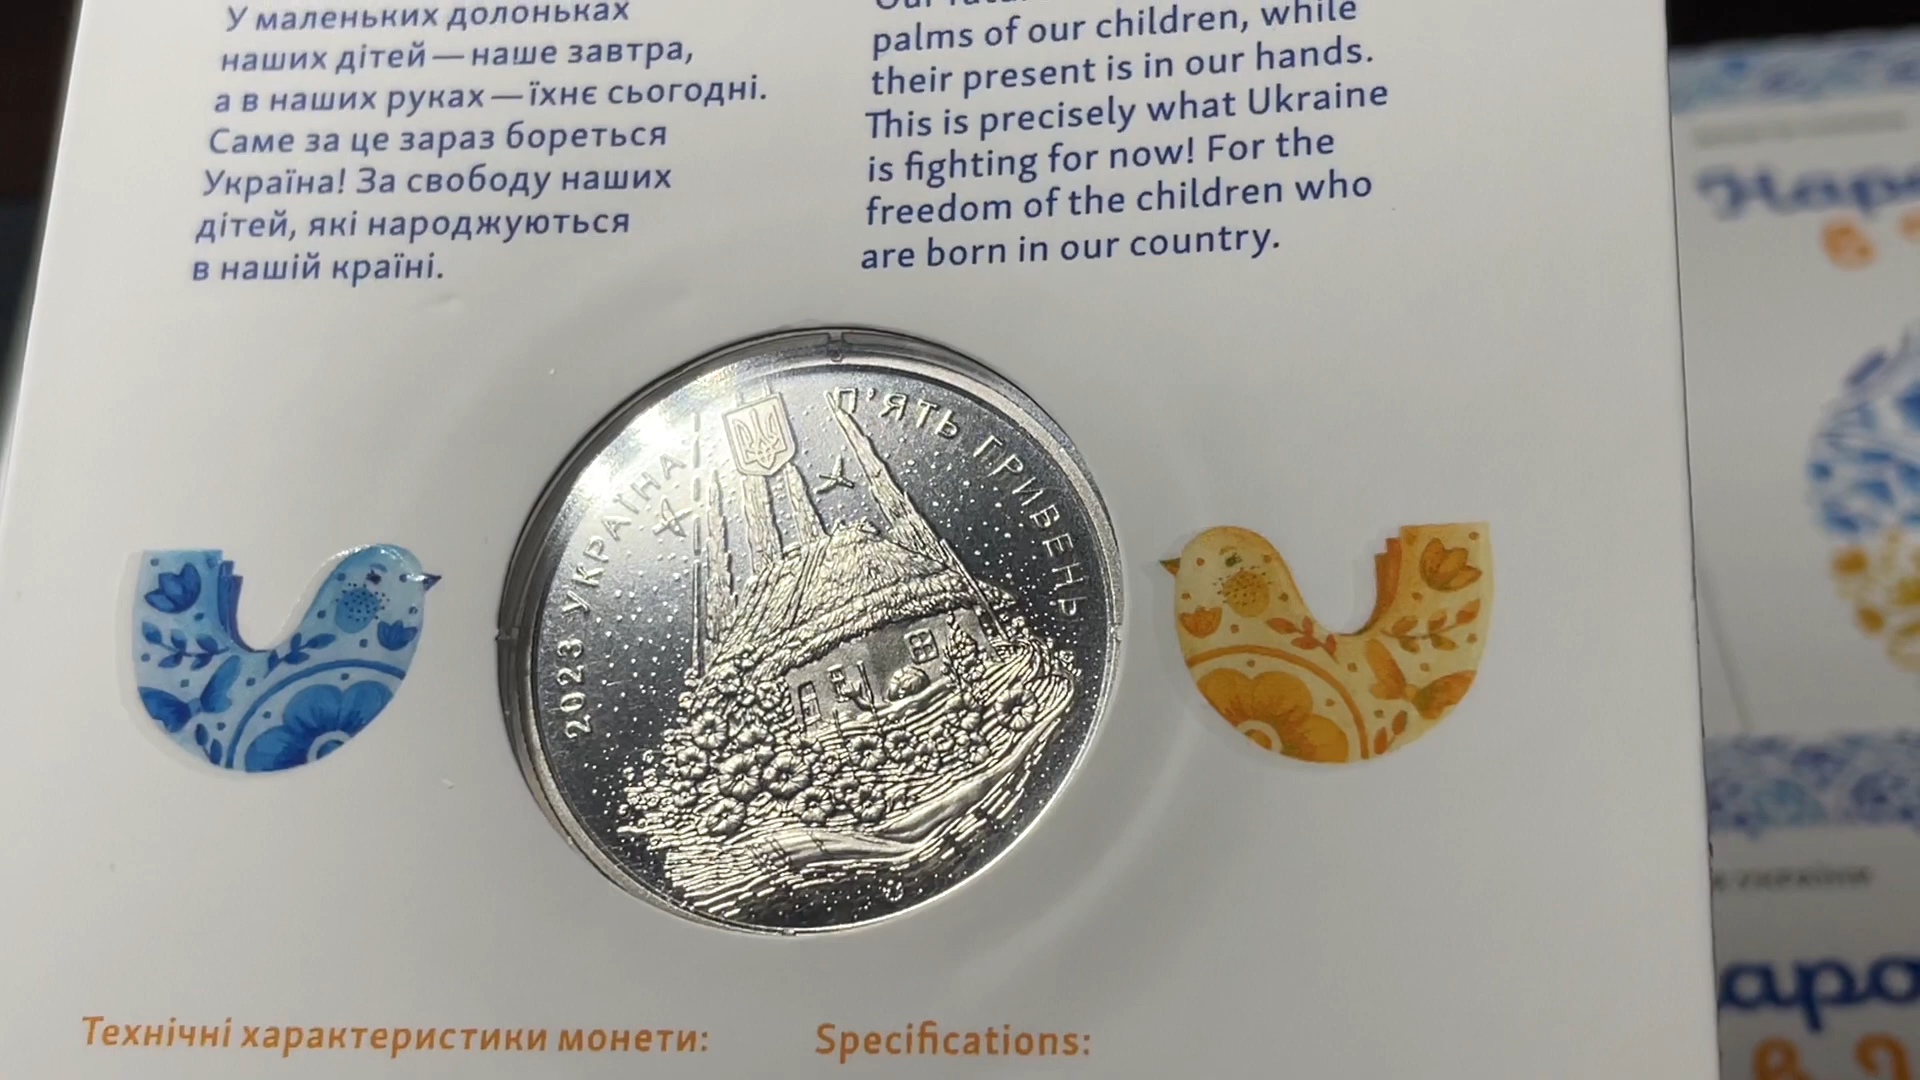 У маленьких долоньках
наших дітей — наше завтра,
а в наших руках — їхнє сьогодні.
Саме за це зараз бореться
Україна! За свободу наших
дітей, які народжуються
в нашій країні.
Our
palms of our children, while
their present is in our hands.
This is precisely what Ukraine
is fighting for now! For the
freedom of the children who
are born in our country.
2023 УКРАЇНА
П'ЯТЬ ГРИВЕНЬ
Технічні характеристики монети:
Specifications: